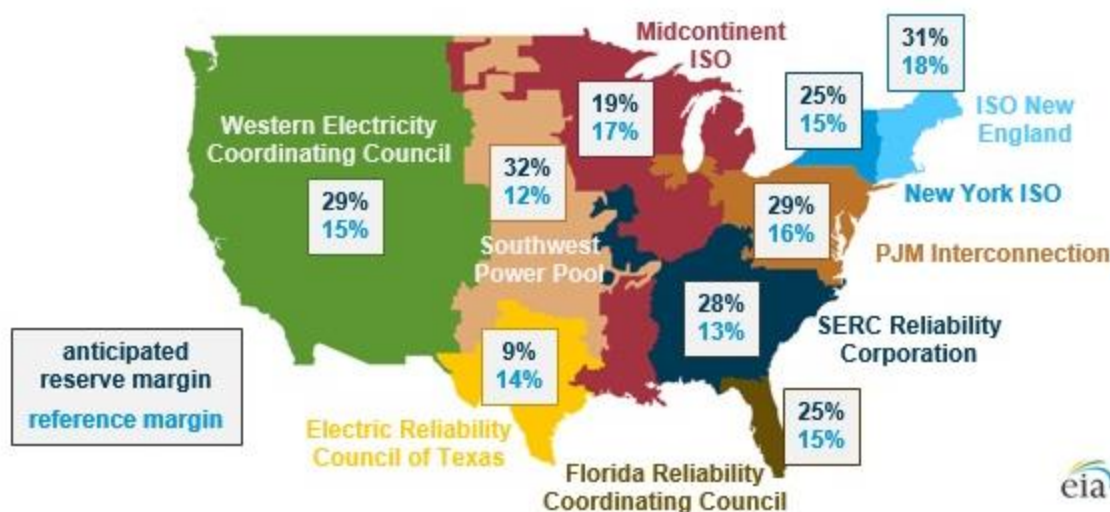 Midcontinent
ISO
31%
18%
25%
15%
ISO New
England
19%
17%
Western Electricity
Coordinating Council
32%
12%
29%
15%
29%
16%
New York ISO
Southwest
Power Pool
PJM Interconnection
28%
13%
SERC Reliability
Corporation
anticipated
reserve margin
reference margin
9%
14%
Electric Reliability
Council of Texas
25%
15%
Florida Reliability
Coordinating Council
eia